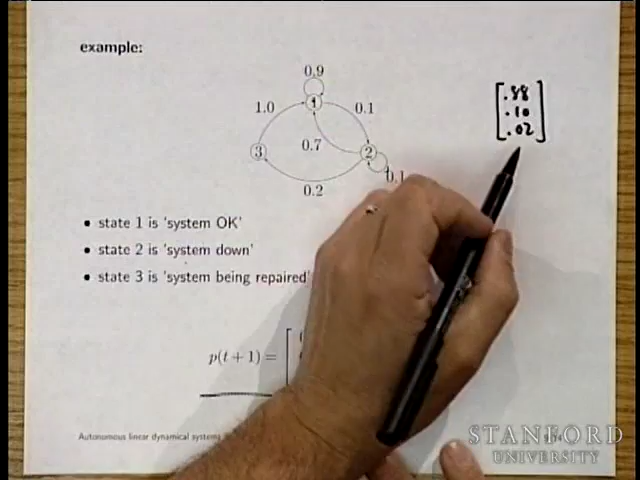 example:
0.9
1.0
1
0.1
3
0.7
2
0.1
0.2
.88
.10
.02
• state 1 is 'system OK'
• state 2 is 'system down'
• state 3 is 'system being repaired'
p(t + 1) =
Autonomous linear dynamical systems
STANFORD
UNIVERSITY